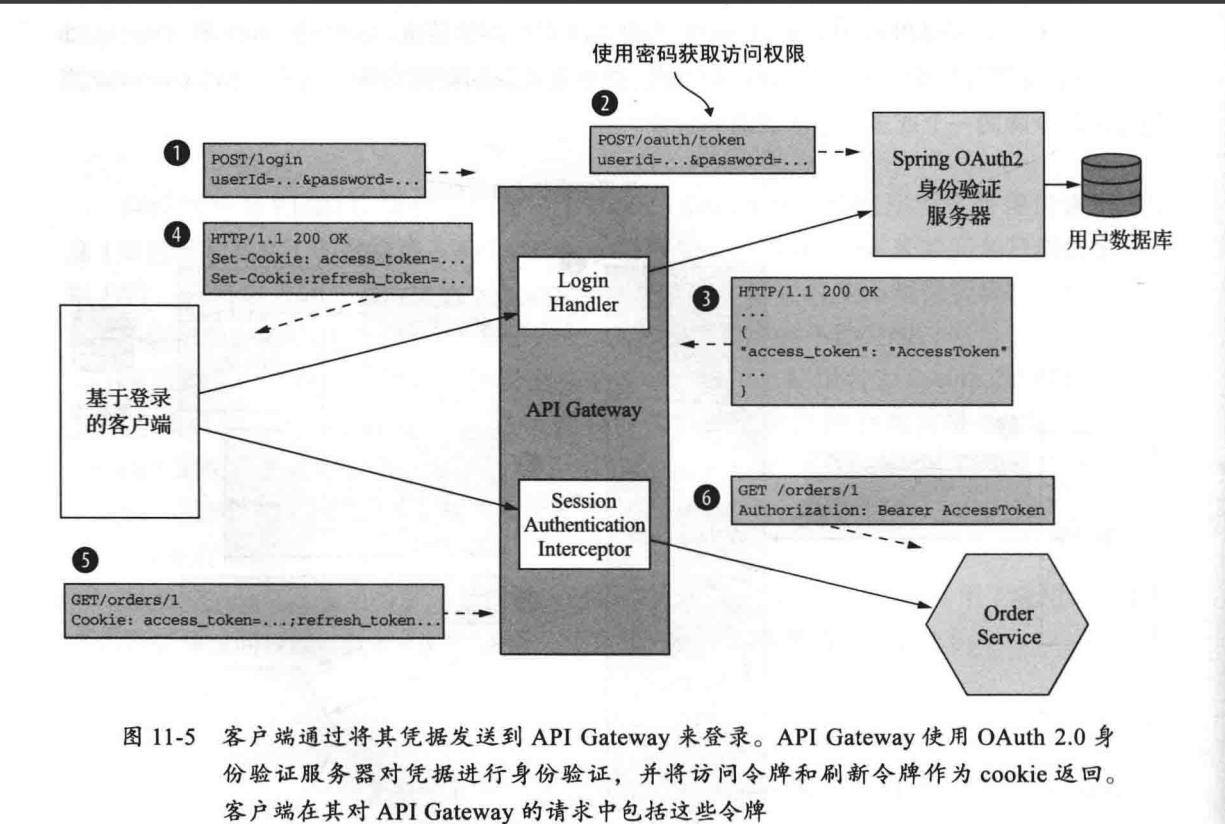 使用密码获取访问权限
2
POST/oauth/token
userid=...&password=...
1
POST/login
userId=...&password=...
Spring OAuth2
身份验证
服务器
用户数据库
4
HTTP/1.1 200 OK
Set-Cookie: access_token=...
Set-Cookie:refresh_token=...
Login
Handler
3
HTTP/1.1 200 OK
...
{
"access_token": "AccessToken"
...
}
基于登录
的客户端
API Gateway
Session
Authentication
Interceptor
6
GET /orders/1
Authorization: Bearer AccessToken
5
GET/orders/1
Cookie: access_token=...;refresh_token...
Order
Service
图 11-5 客户端通过将其凭据发送到 API Gateway 来登录。API Gateway 使用 OAuth 2.0 身
份验证服务器对凭据进行身份验证，并将访问令牌和刷新令牌作为 cookie 返回。
客户端在其对 API Gateway 的请求中包括这些令牌